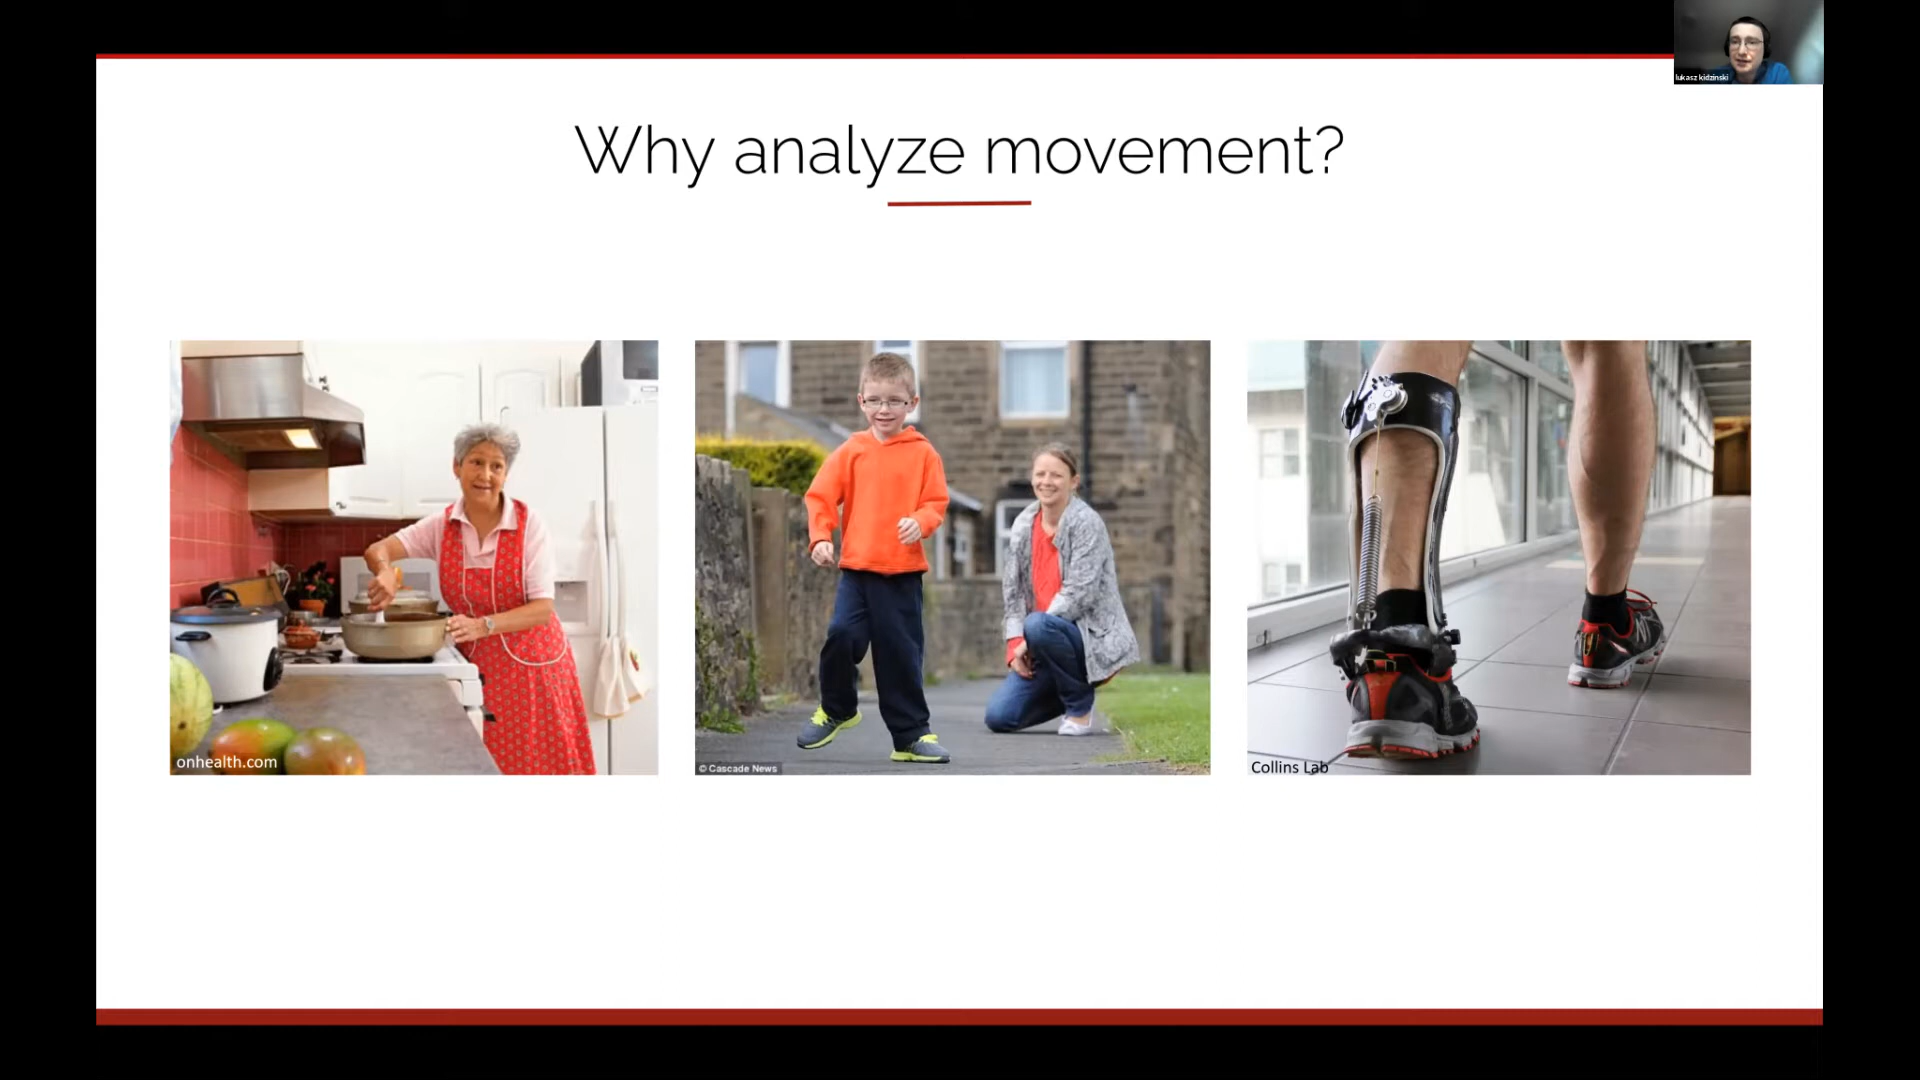 lukasz kidzinski
Why analyze movement?
onhealth.com
© Cascade News
Collins Lab